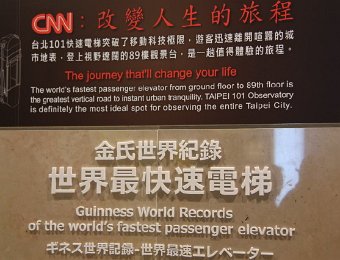 CNN：改變人生的旅程
台北101快速電梯突破了移動科技極限，遊客迅速離開喧囂的城
市地表，登上視野遼闊的89樓觀景台，是一趟值得體驗的旅程。
The journey that'll change your life
The world's fastest passenger elevator from ground floor to 89th floor is
the greatest vertical road to instant urban tranquility. TAIPEI 101 Observatory
is definitely the most ideal spot for observing the entire Taipei City.
金氏世界紀錄
世界最快速電梯
Guinness World Records
of the world's fastest passenger elevator
ギネス世界記録-世界最速エレベーター